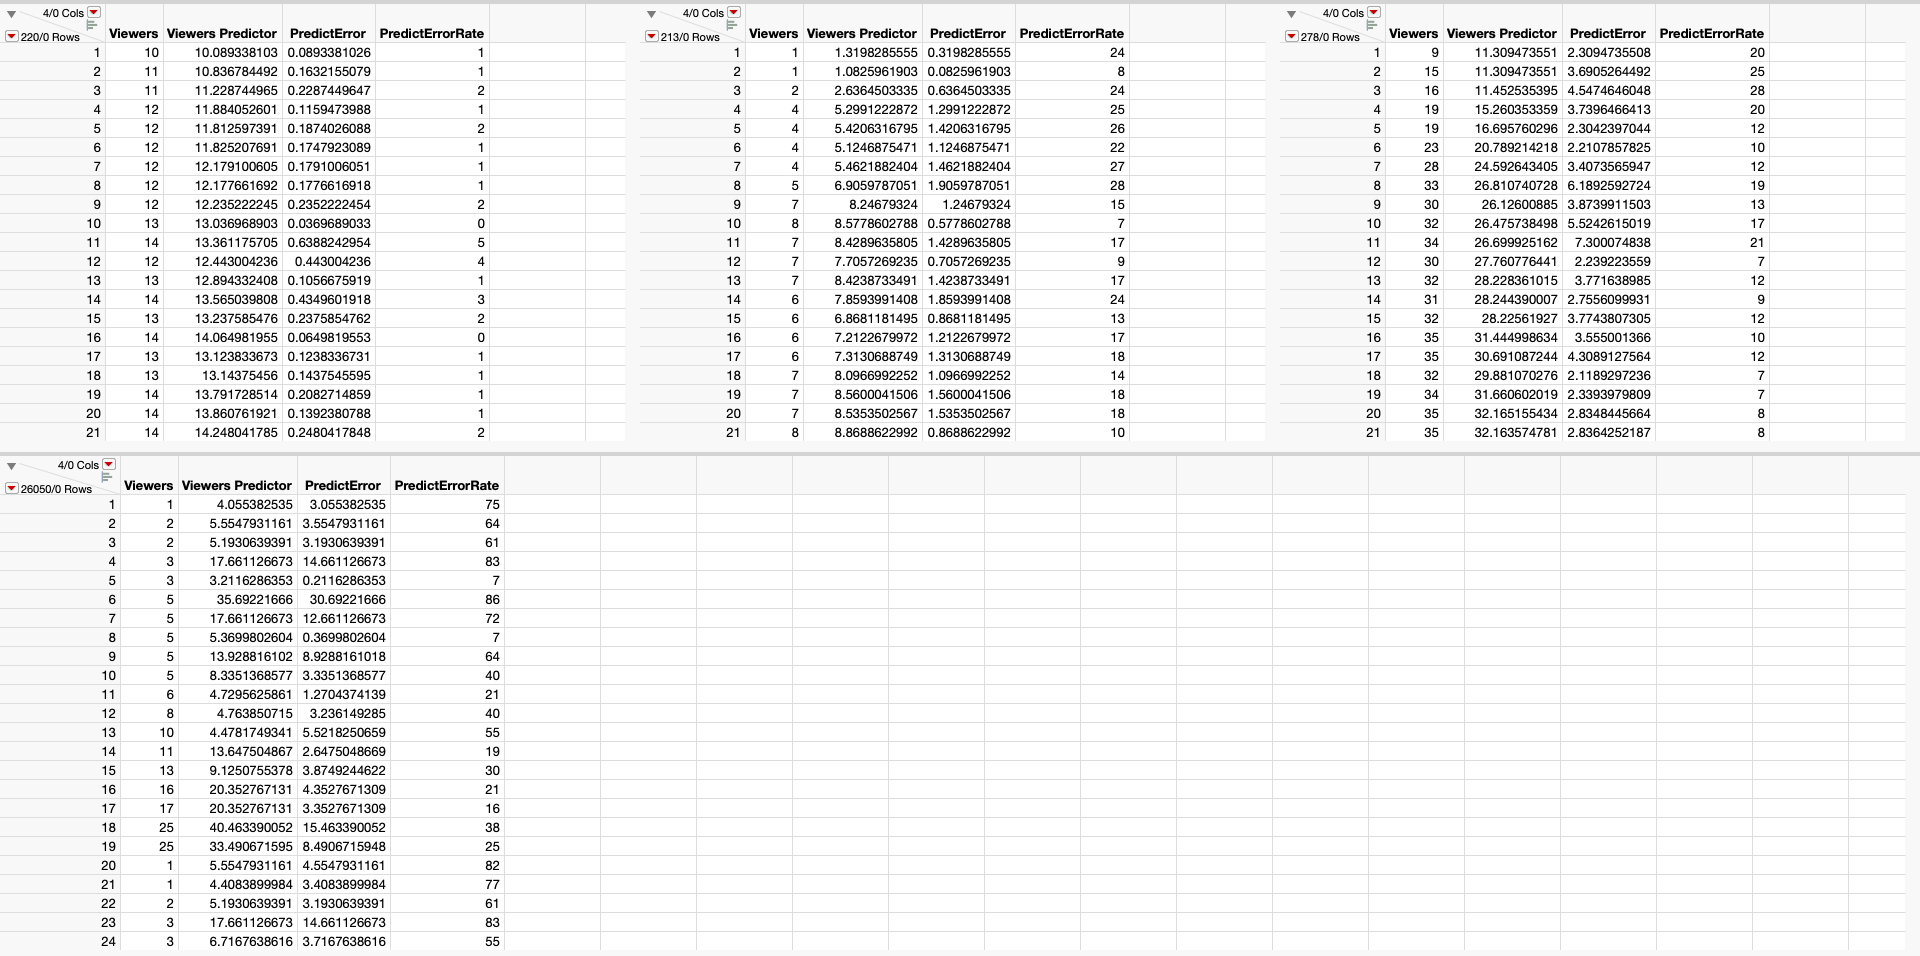 4/0 Cols
220/0 Rows Viewers Viewers Predictor PredictError PredictErrorRate
1 10 10.089338103 0.0893381026 1
2 11 10.836784492 0.1632155079 1
3 11 11.228744965 0.2287449647 2
4 12 11.884052601 0.1159473988 1
5 12 11.812597391 0.1874026088 2
6 12 11.825207691 0.1747923089 1
7 12 12.179100605 0.1791006051 1
8 12 12.177661692 0.1776616918 1
9 12 12.235222245 0.2352222454 2
10 13 13.036968903 0.0369689033 0
11 14 13.361175705 0.6388242954 5
12 12 12.443004236 0.443004236 4
13 13 12.894332408 0.1056675919 1
14 14 13.565039808 0.4349601918 3
15 13 13.237585476 0.2375854762 2
16 14 14.064981955 0.0649819553 0
17 13 13.123833673 0.1238336731 1
18 13 13.14375456 0.1437545595 1
19 14 13.791728514 0.2082714859 1
20 14 13.860761921 0.1392380788 1
21 14 14.248041785 0.2480417848 2
4/0 Cols
213/0 Rows Viewers Viewers Predictor PredictError PredictErrorRate
1 1 1.3198285555 0.3198285555 24
2 1 1.0825961903 0.0825961903 8
3 2 2.6364503335 0.6364503335 24
4 4 5.2991222872 1.2991222872 25
5 4 5.4206316795 1.4206316795 26
6 4 5.1246875471 1.1246875471 22
7 4 5.4621882404 1.4621882404 27
8 5 6.9059787051 1.9059787051 28
9 7 8.24679324 1.24679324 15
10 8 8.5778602788 0.5778602788 7
11 7 8.4289635805 1.4289635805 17
12 7 7.7057269235 0.7057269235 9
13 7 8.4238733491 1.4238733491 17
14 6 7.8593991408 1.8593991408 24
15 6 6.8681181495 0.8681181495 13
16 6 7.2122679972 1.2122679972 17
17 6 7.3130688749 1.3130688749 18
18 7 8.0966992252 1.0966992252 14
19 7 8.5600041506 1.5600041506 18
20 7 8.5353502567 1.5353502567 18
21 8 8.8688622992 0.8688622992 10
4/0 Cols
278/0 Rows Viewers Viewers Predictor PredictError PredictErrorRate
1 9 11.309473551 2.3094735508 20
2 15 11.309473551 3.6905264492 25
3 16 11.452535395 4.5474646048 28
4 19 15.260353359 3.7396466413 20
5 19 16.695760296 2.3042397044 12
6 23 20.789214218 2.2107857825 10
7 28 24.592643405 3.4073565947 12
8 33 26.810740728 6.1892592724 19
9 30 26.12600885 3.8739911503 13
10 32 26.475738498 5.5242615019 17
11 34 26.699925162 7.300074838 21
12 30 27.760776441 2.239223559 7
13 32 28.228361015 3.771638985 12
14 31 28.244390007 2.7556099931 9
15 32 28.22561927 3.7743807305 12
16 35 31.444998634 3.555001366 10
17 35 30.691087244 4.3089127564 12
18 32 29.881070276 2.1189297236 7
19 34 31.660602019 2.3393979809 7
20 35 32.165155434 2.8348445664 8
21 35 32.163574781 2.8364252187 8
4/0 Cols
26050/0 Rows Viewers Viewers Predictor PredictError PredictErrorRate
1 1 4.055382535 3.055382535 75
2 2 5.5547931161 3.5547931161 64
3 2 5.1930639391 3.1930639391 61
4 3 17.661126673 14.661126673 83
5 3 3.2116286353 0.2116286353 7
6 5 35.69221666 30.69221666 86
7 5 17.661126673 12.661126673 72
8 5 5.3699802604 0.3699802604 7
9 5 13.928816102 8.9288161018 64
10 5 8.3351368577 3.3351368577 40
11 6 4.7295625861 1.2704374139 21
12 8 4.763850715 3.236149285 40
13 10 4.4781749341 5.5218250659 55
14 11 13.647504867 2.6475048669 19
15 13 9.1250755378 3.8749244622 30
16 16 20.352767131 4.3527671309 21
17 17 20.352767131 3.3527671309 16
18 25 40.463390052 15.463390052 38
19 25 33.490671595 8.4906715948 25
20 1 5.5547931161 4.5547931161 82
21 1 4.4083899984 3.4083899984 77
22 2 5.1930639391 3.1930639391 61
23 3 17.661126673 14.661126673 83
24 3 6.7167638616 3.7167638616 55